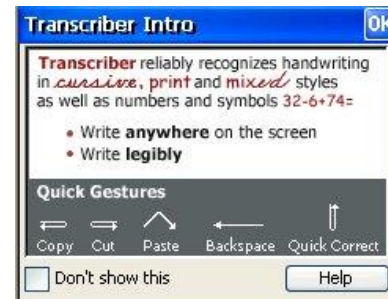 Transcriber Intro OK
Transcriber reliably recognizes handwriting
in cursive, print and mixed styles
as well as numbers and symbols 32-6+74=
• Write anywhere on the screen
• Write legibly
Quick Gestures
Copy Cut Paste Backspace Quick Correct
Don't show this Help